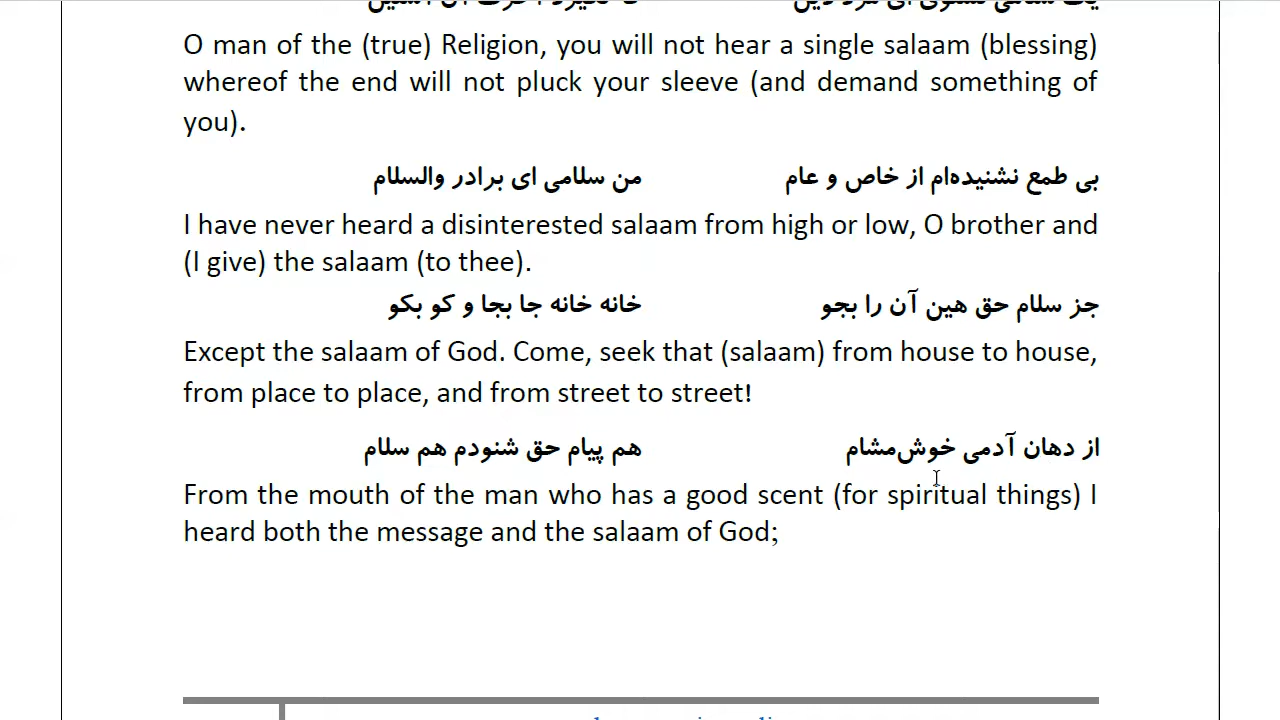 O man of the (true) Religion, you will not hear a single salaam (blessing)
whereof the end will not pluck your sleeve (and demand something of
you).
بی طمع نشنیده‌ام از خاص و عام من سلامی ای برادر والسلام
I have never heard a disinterested salaam from high or low, O brother and
(I give) the salaam (to thee).
جز سلام حق هین آن را بجو خانه خانه جا بجا و کو بکو
Except the salaam of God. Come, seek that (salaam) from house to house,
from place to place, and from street to street!
از دهان آدمی خوش‌مشام هم پیام حق شنودم هم سلام
From the mouth of the man who has a good scent (for spiritual things) I
heard both the message and the salaam of God;